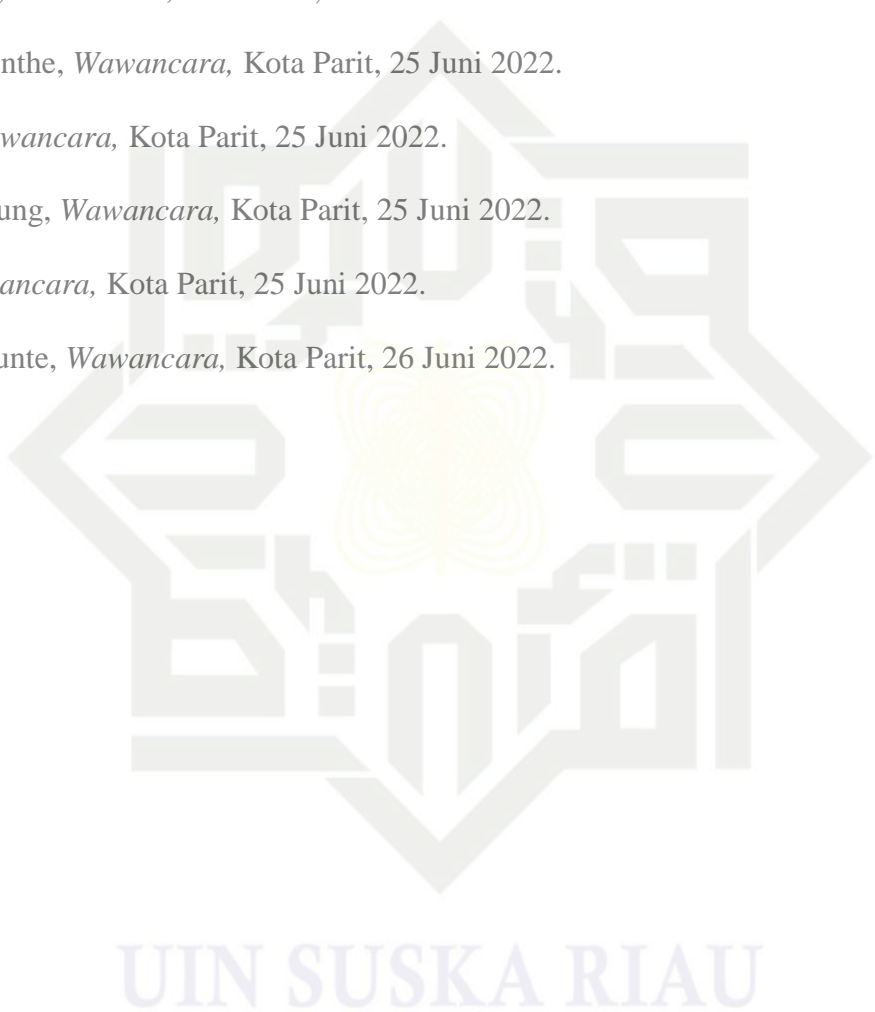 nthe, Wawancara, Kota Parit, 25 Juni 2022.
wancara, Kota Parit, 25 Juni 2022.
ung, Wawancara, Kota Parit, 25 Juni 2022.
ancara, Kota Parit, 25 Juni 2022.
unte, Wawancara, Kota Parit, 26 Juni 2022.
UIN SUSKA RIAU